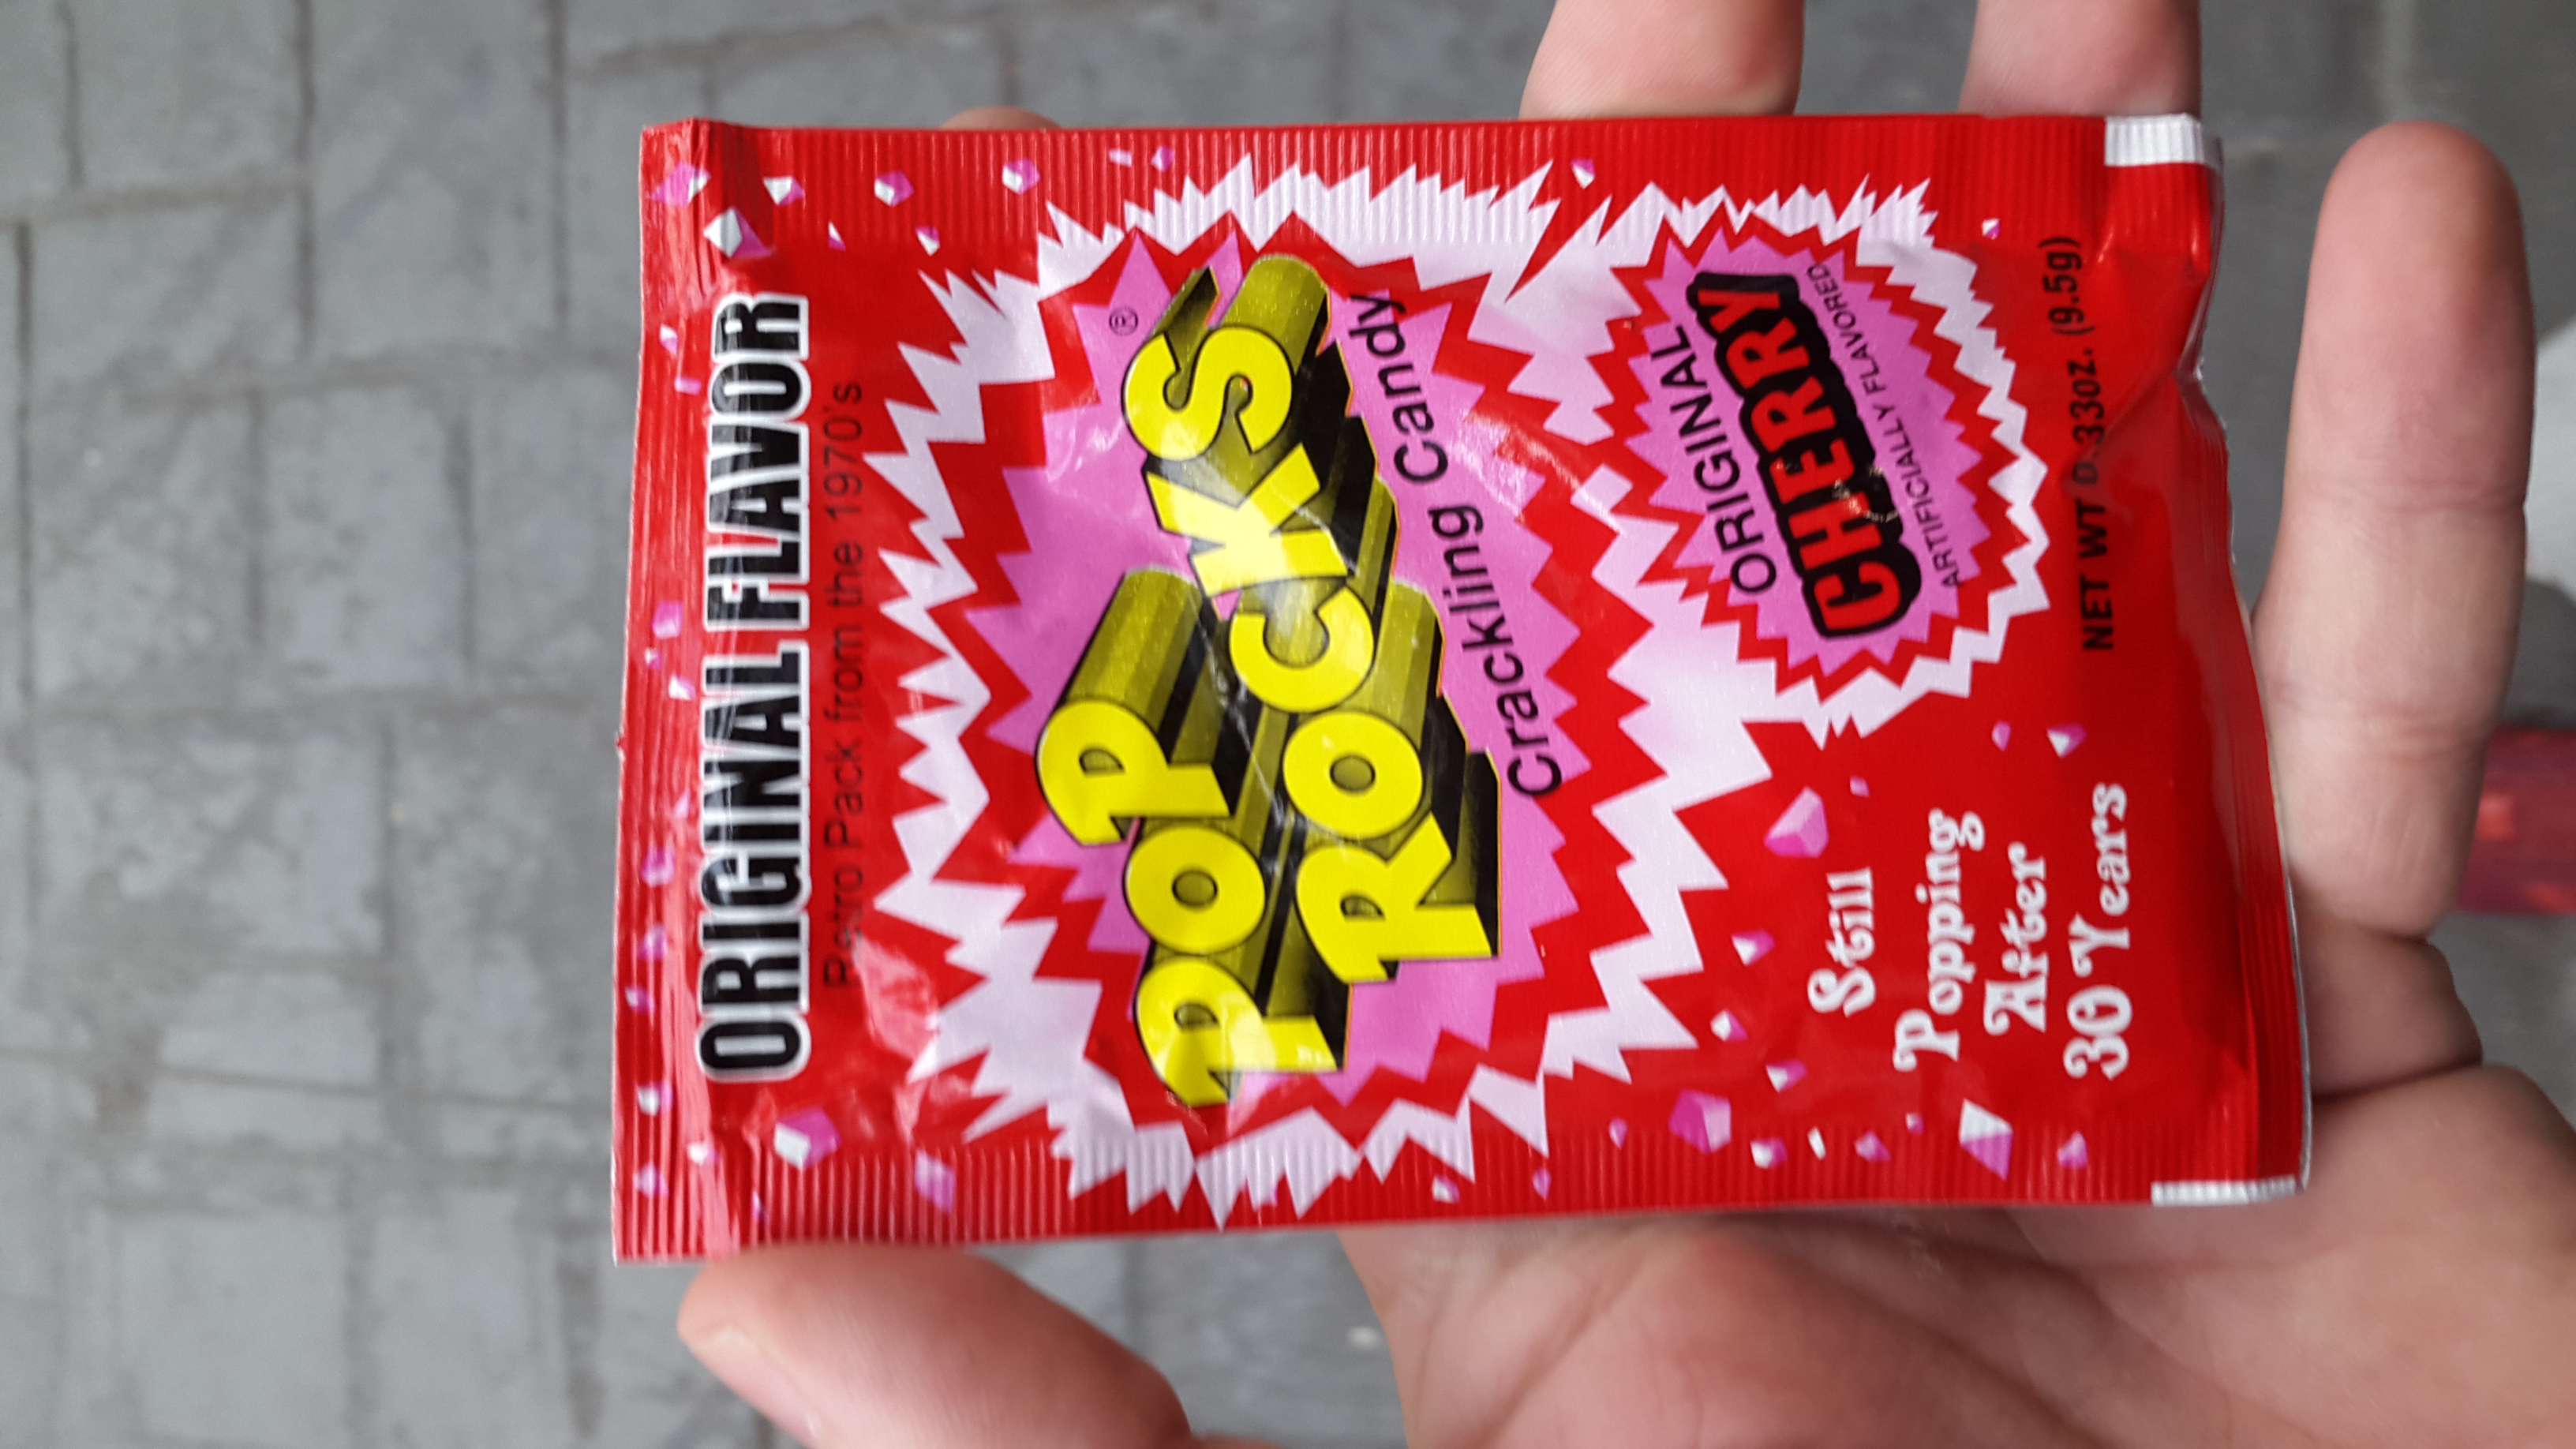 ORIGINAL FLAVOR
Retro Pack from the 1970's
POP
ROCKS®
Crackling Candy
ORIGINAL
CHERRY
ARTIFICIALLY FLAVORED
Still
Popping
After
30 Years
NET WT 0.33oz. (9.5g)